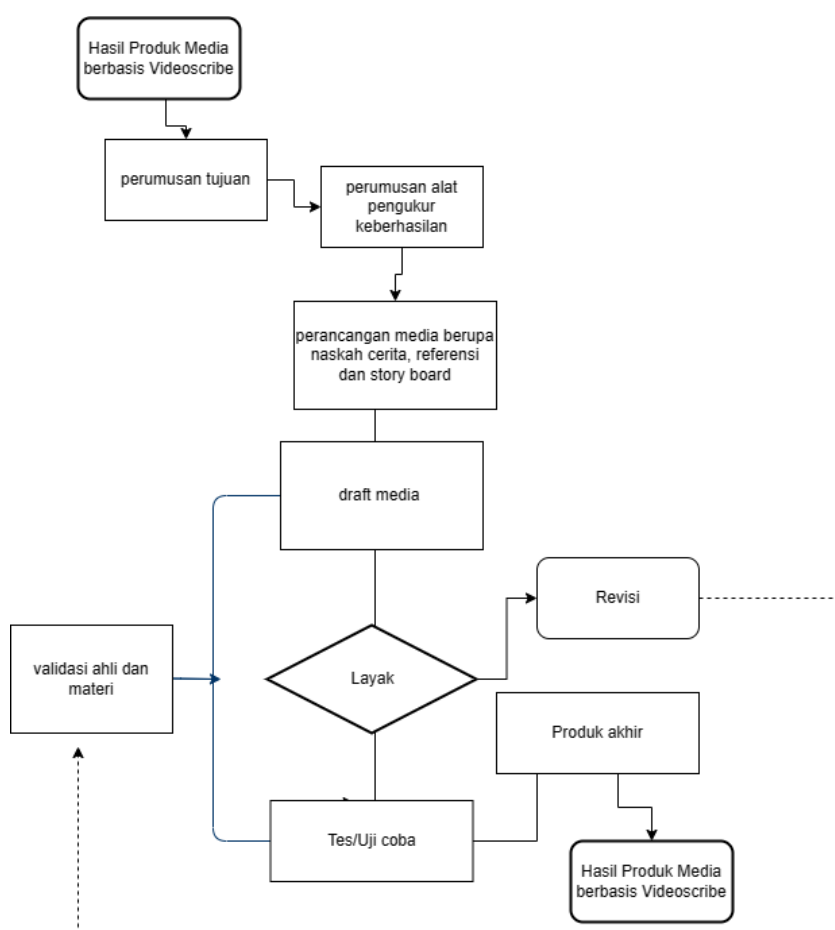 Hasil Produk Media
berbasis Videoscribe
perumusan tujuan
perumusan alat
pengukur
keberhasilan
perancangan media berupa
naskah cerita, referensi
dan story board
draft media
Revisi
validasi ahli dan
materi
Layak
Produk akhir
Tes/Uji coba
Hasil Produk Media
berbasis Videoscribe